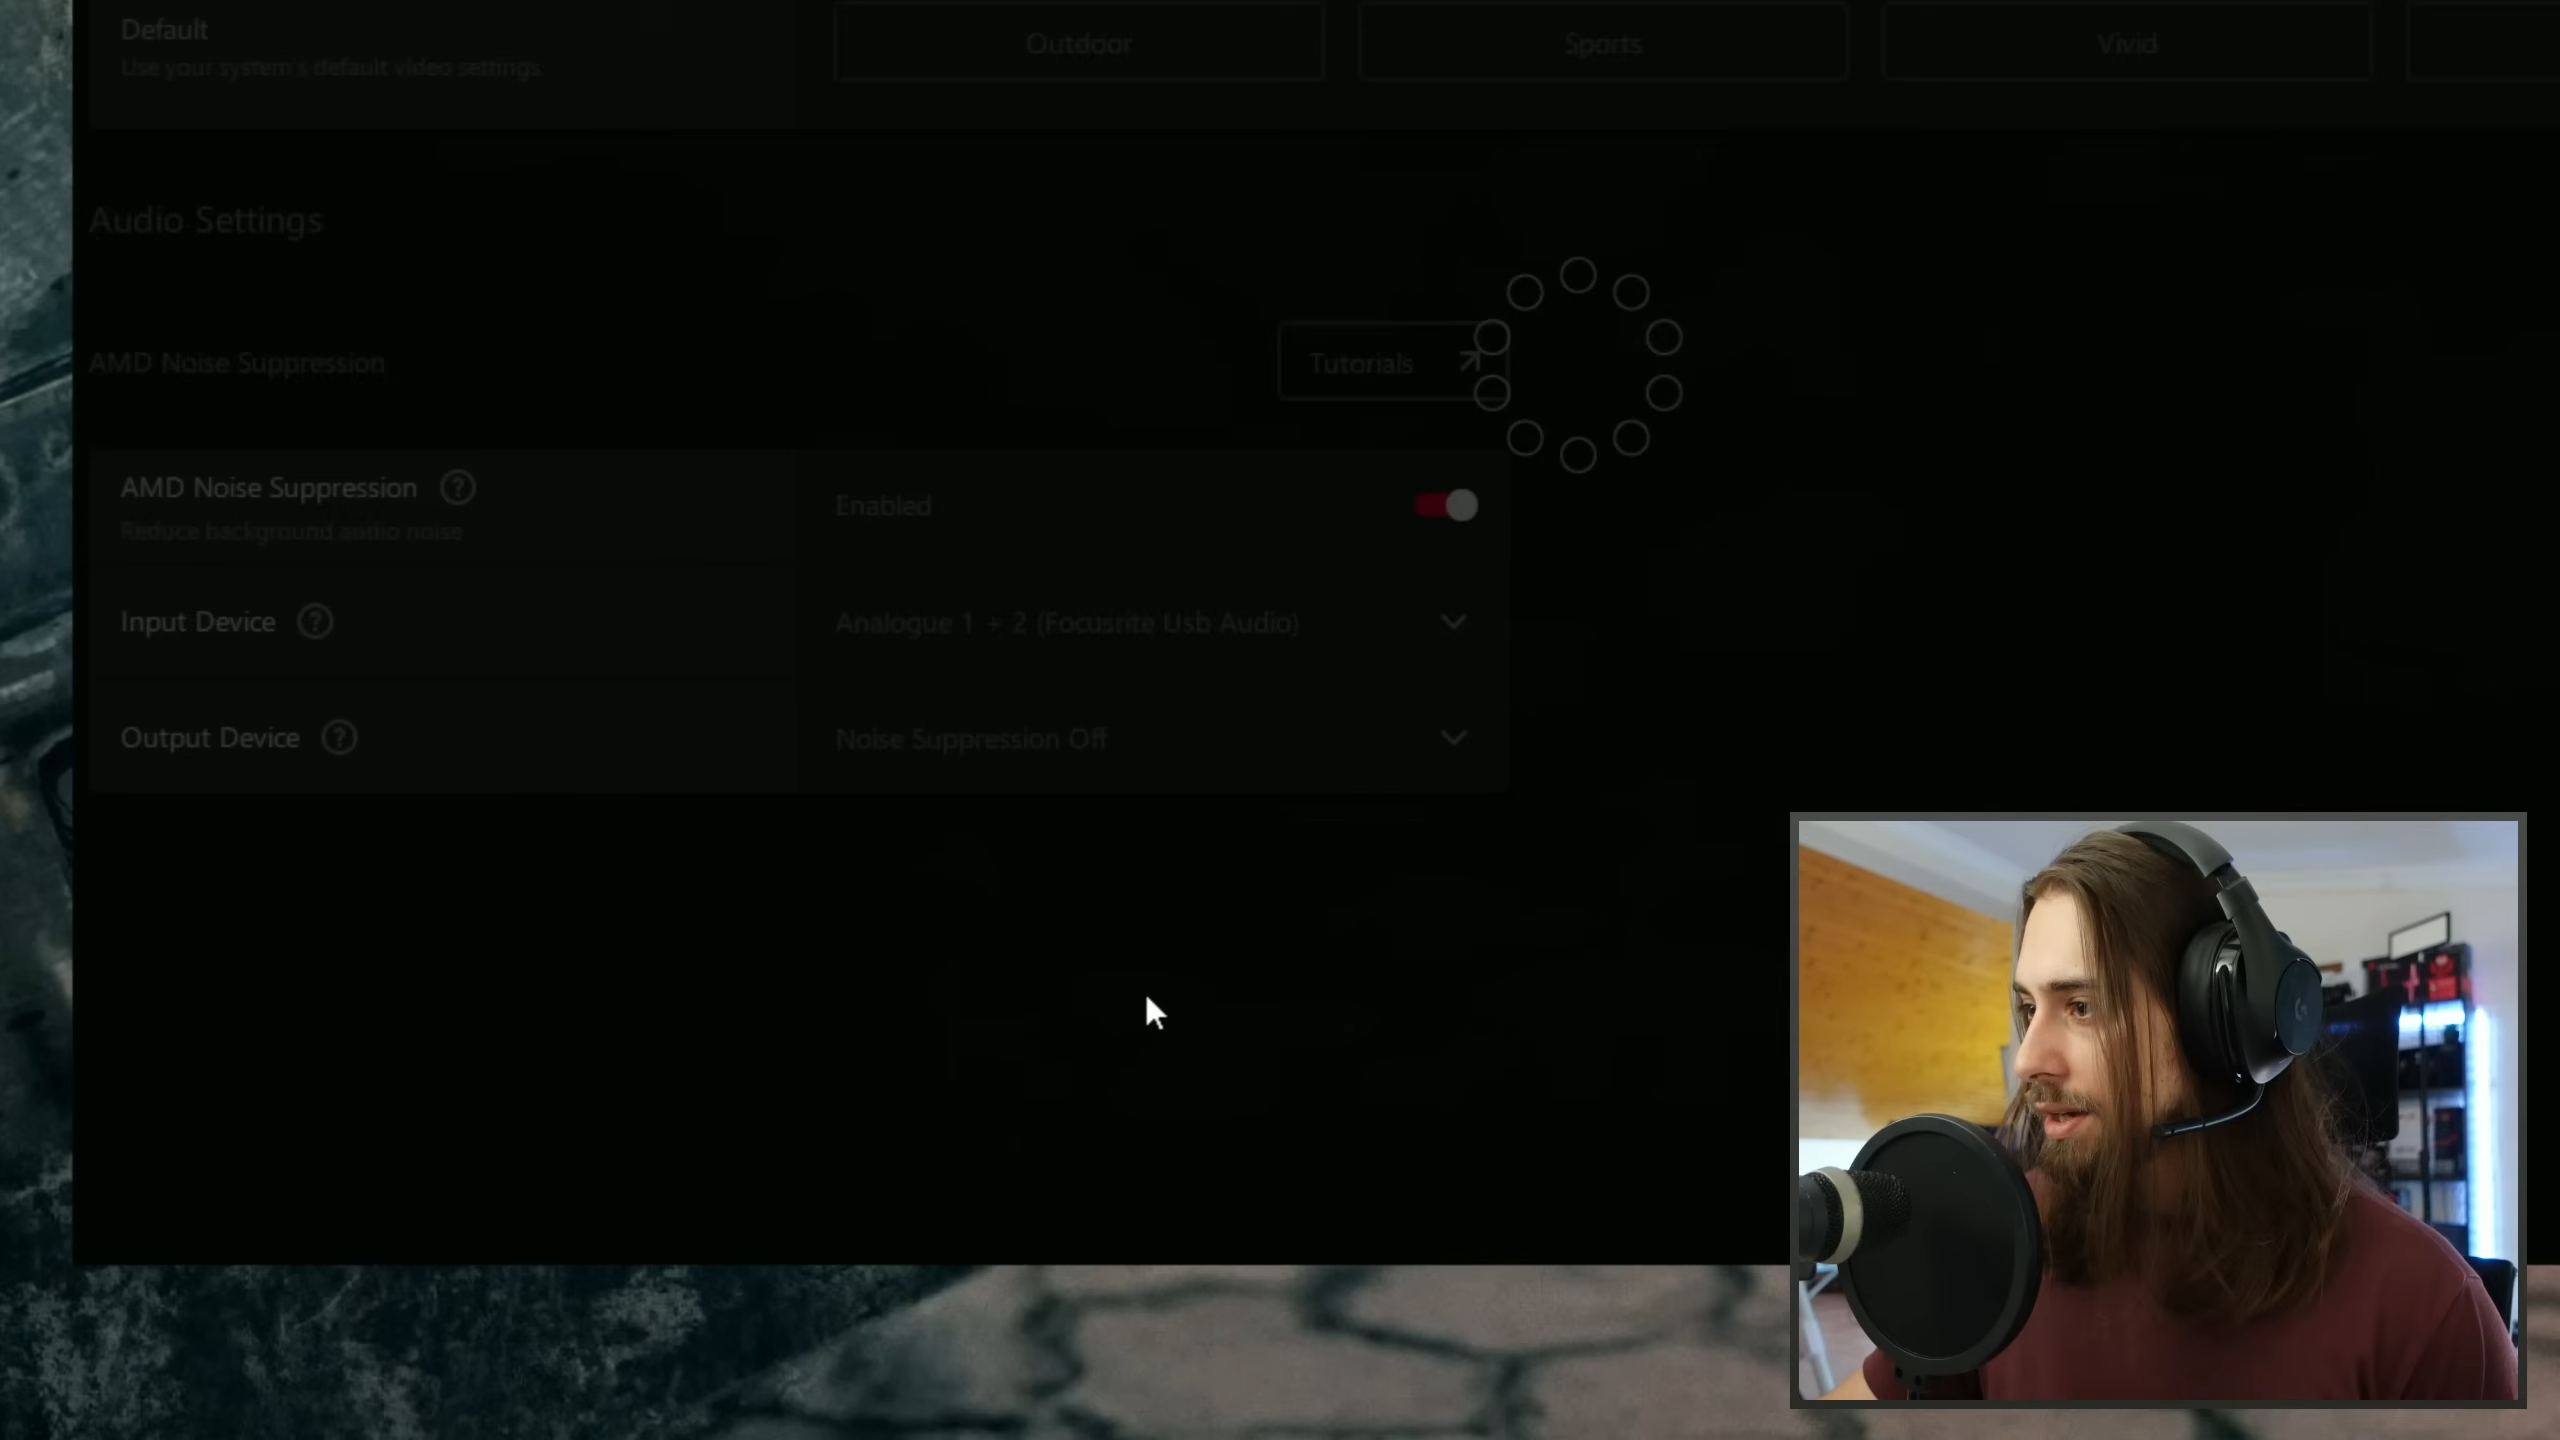 Default
Use your system's default video settings
Outdoor
Sports
Vivid
Audio Settings
AMD Noise Suppression
Tutorials
AMD Noise Suppression
Reduce background audio noise
Enabled
Input Device
Analogue 1 + 2 (Focusrite Usb Audio)
Output Device
Noise Suppression Off